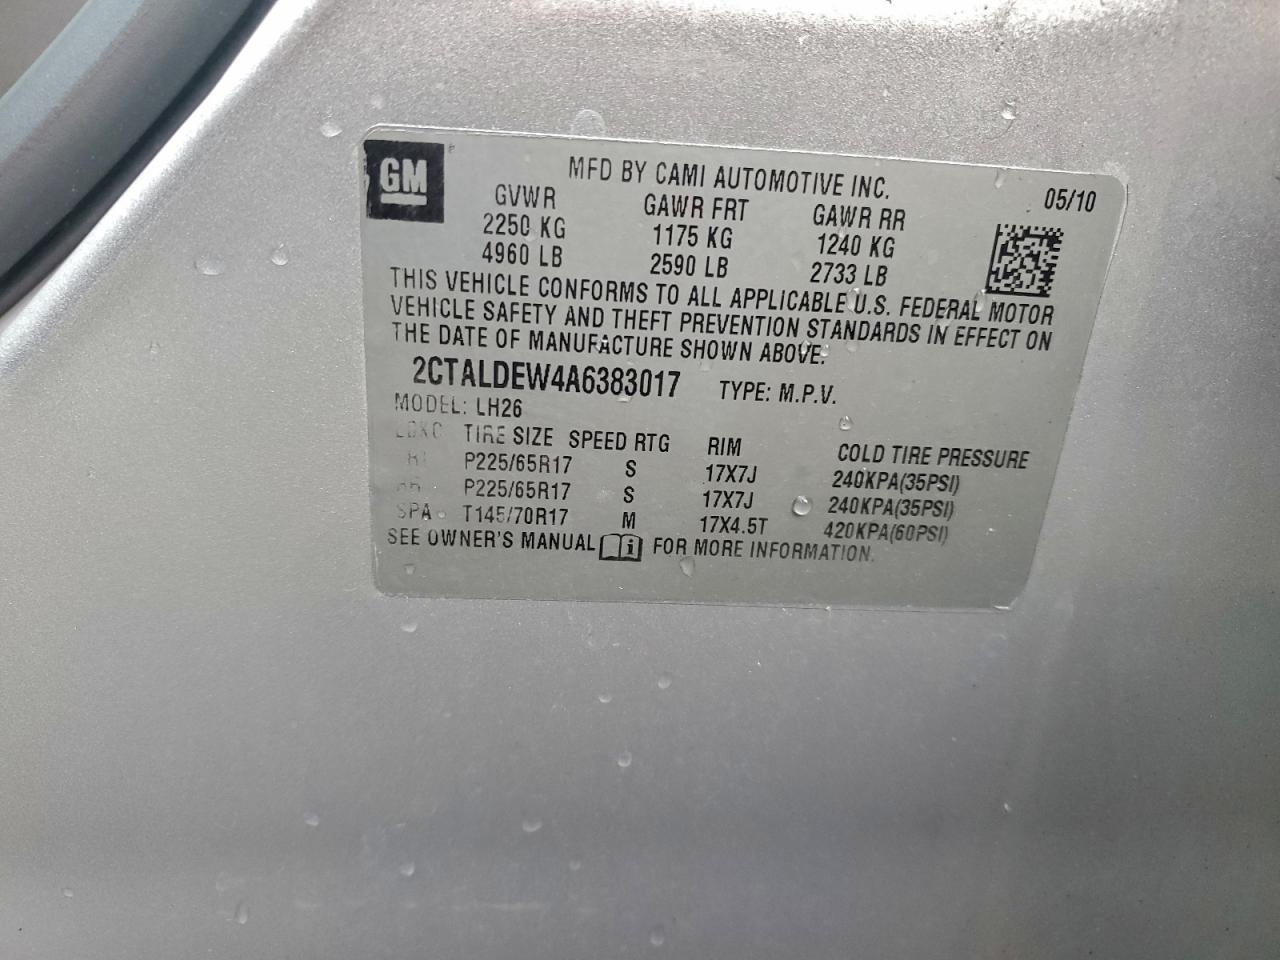 GM
MFD BY CAMI AUTOMOTIVE INC.
05/10
GVWR GAWR FRT GAWR RR
2250 KG 1175 KG 1240 KG
4960 LB 2590 LB 2733 LB
THIS VEHICLE CONFORMS TO ALL APPLICABLE U.S. FEDERAL MOTOR
VEHICLE SAFETY AND THEFT PREVENTION STANDARDS IN EFFECT ON
THE DATE OF MANUFACTURE SHOWN ABOVE.
2CTALDEW4A6383017 TYPE: M.P.V.
MODEL: LH26
TIRE SIZE SPEED RTG RIM COLD TIRE PRESSURE
P225/65R17 S 17X7J 240KPA(35PSI)
P225/65R17 S 17X7J 240KPA(35PSI)
SPA T145/70R17 M 17X4.5T 420KPA(60PSI)
SEE OWNER'S MANUAL i FOR MORE INFORMATION.